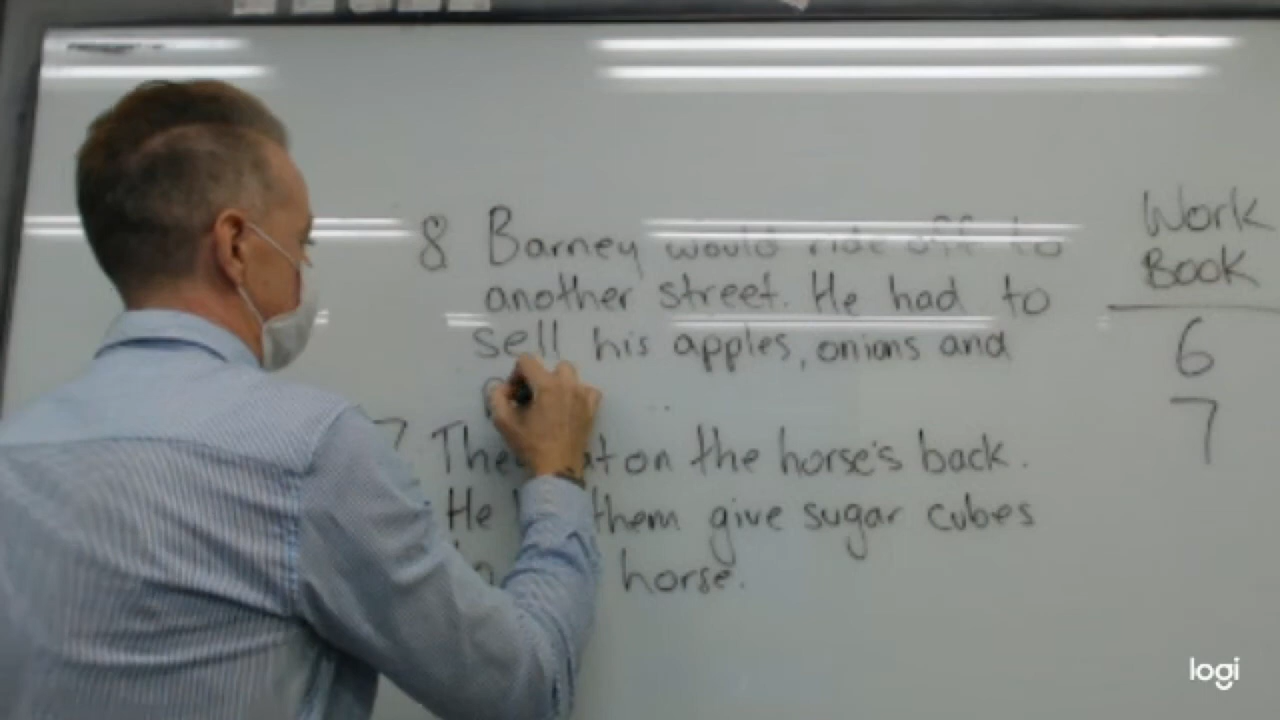 8 Barney would ride off to
another street. He had to
sell his apples, onions and
7 The on the horse's back.
He them give sugar cubes
horse.
Work
Book
6
7
logi